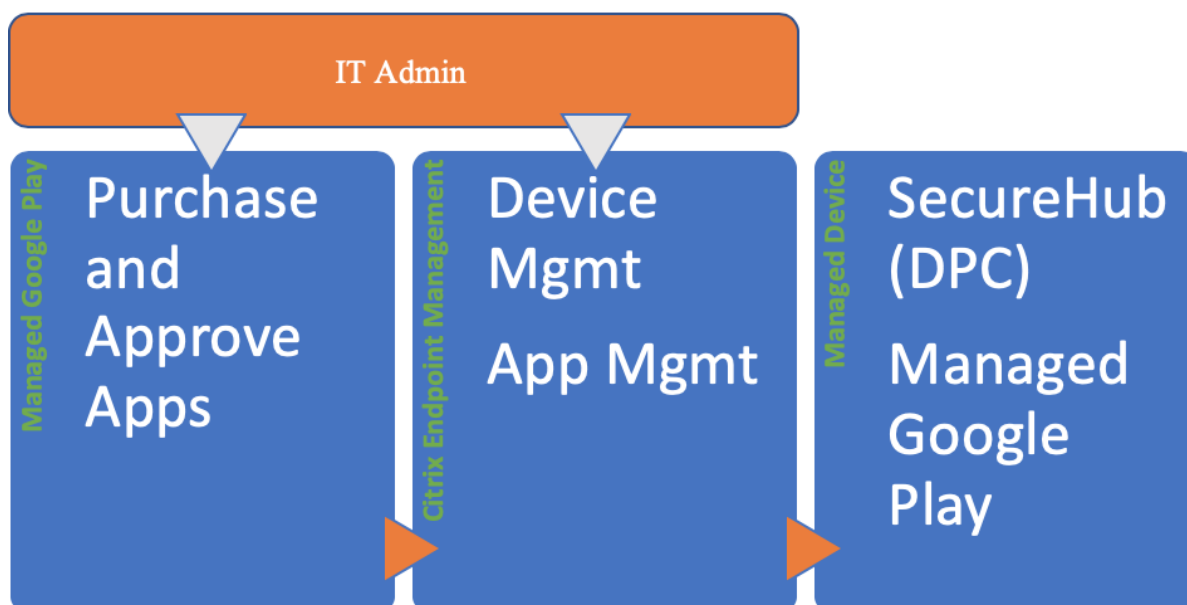 IT Admin
Managed Google Play
Purchase
and
Approve
Apps
Citrix Endpoint Management
Device
Mgmt
App Mgmt
Managed Device
SecureHub
(DPC)
Managed
Google
Play